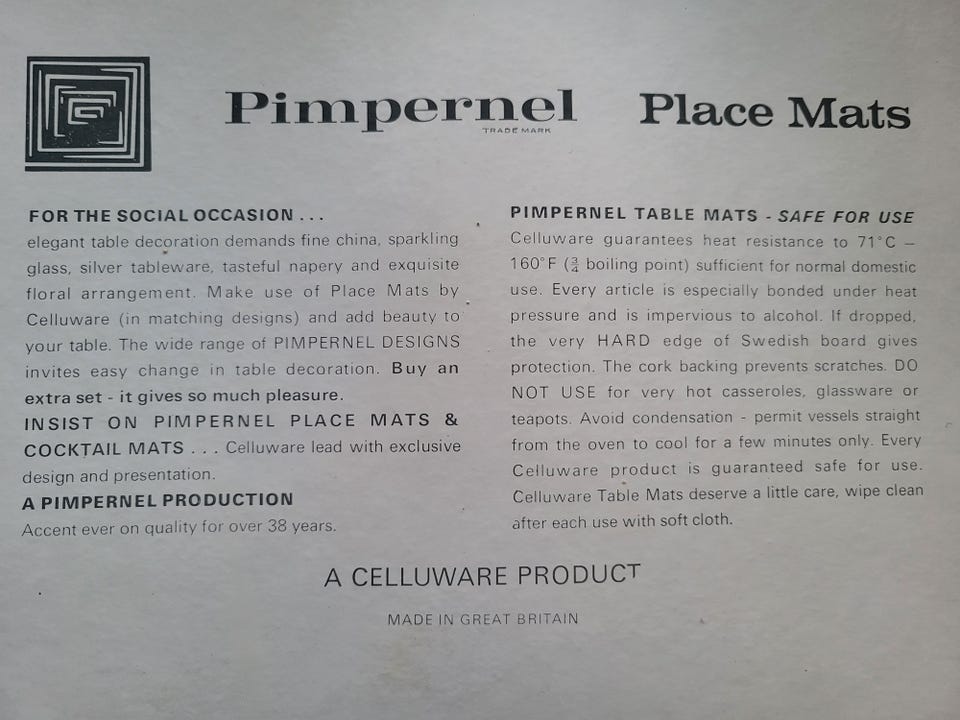 Pimpernel Place Mats
TRADE MARK
FOR THE SOCIAL OCCASION . . .
elegant table decoration demands fine china, sparkling
glass, silver tableware, tasteful napery and exquisite
floral arrangement. Make use of Place Mats by
Celluware (in matching designs) and add beauty to
your table. The wide range of PIMPERNEL DESIGNS
invites easy change in table decoration. Buy an
extra set - it gives so much pleasure.
INSIST ON PIMPERNEL PLACE MATS &
COCKTAIL MATS . . . Celluware lead with exclusive
design and presentation.
A PIMPERNEL PRODUCTION
Accent ever on quality for over 38 years.
PIMPERNEL TABLE MATS - SAFE FOR USE
Celluware guarantees heat resistance to 71°C –
160°F (¾ boiling point) sufficient for normal domestic
use. Every article is especially bonded under heat
pressure and is impervious to alcohol. If dropped,
the very HARD edge of Swedish board gives
protection. The cork backing prevents scratches. DO
NOT USE for very hot casseroles, glassware or
teapots. Avoid condensation - permit vessels straight
from the oven to cool for a few minutes only. Every
Celluware product is guaranteed safe for use.
Celluware Table Mats deserve a little care, wipe clean
after each use with soft cloth.
A CELLUWARE PRODUCT
MADE IN GREAT BRITAIN